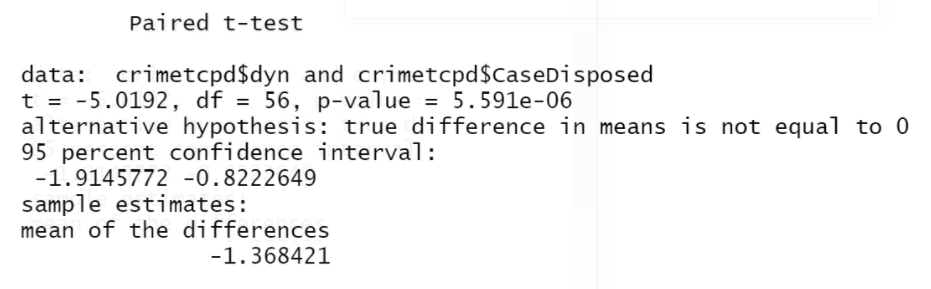 Paired t-test
data:  crimetcpd$dyn and crimetcpd$CaseDisposed
t = -5.0192, df = 56, p-value = 5.591e-06
alternative hypothesis: true difference in means is not equal to 0
95 percent confidence interval:
-1.9145772 -0.8222649
sample estimates:
mean of the differences
-1.368421